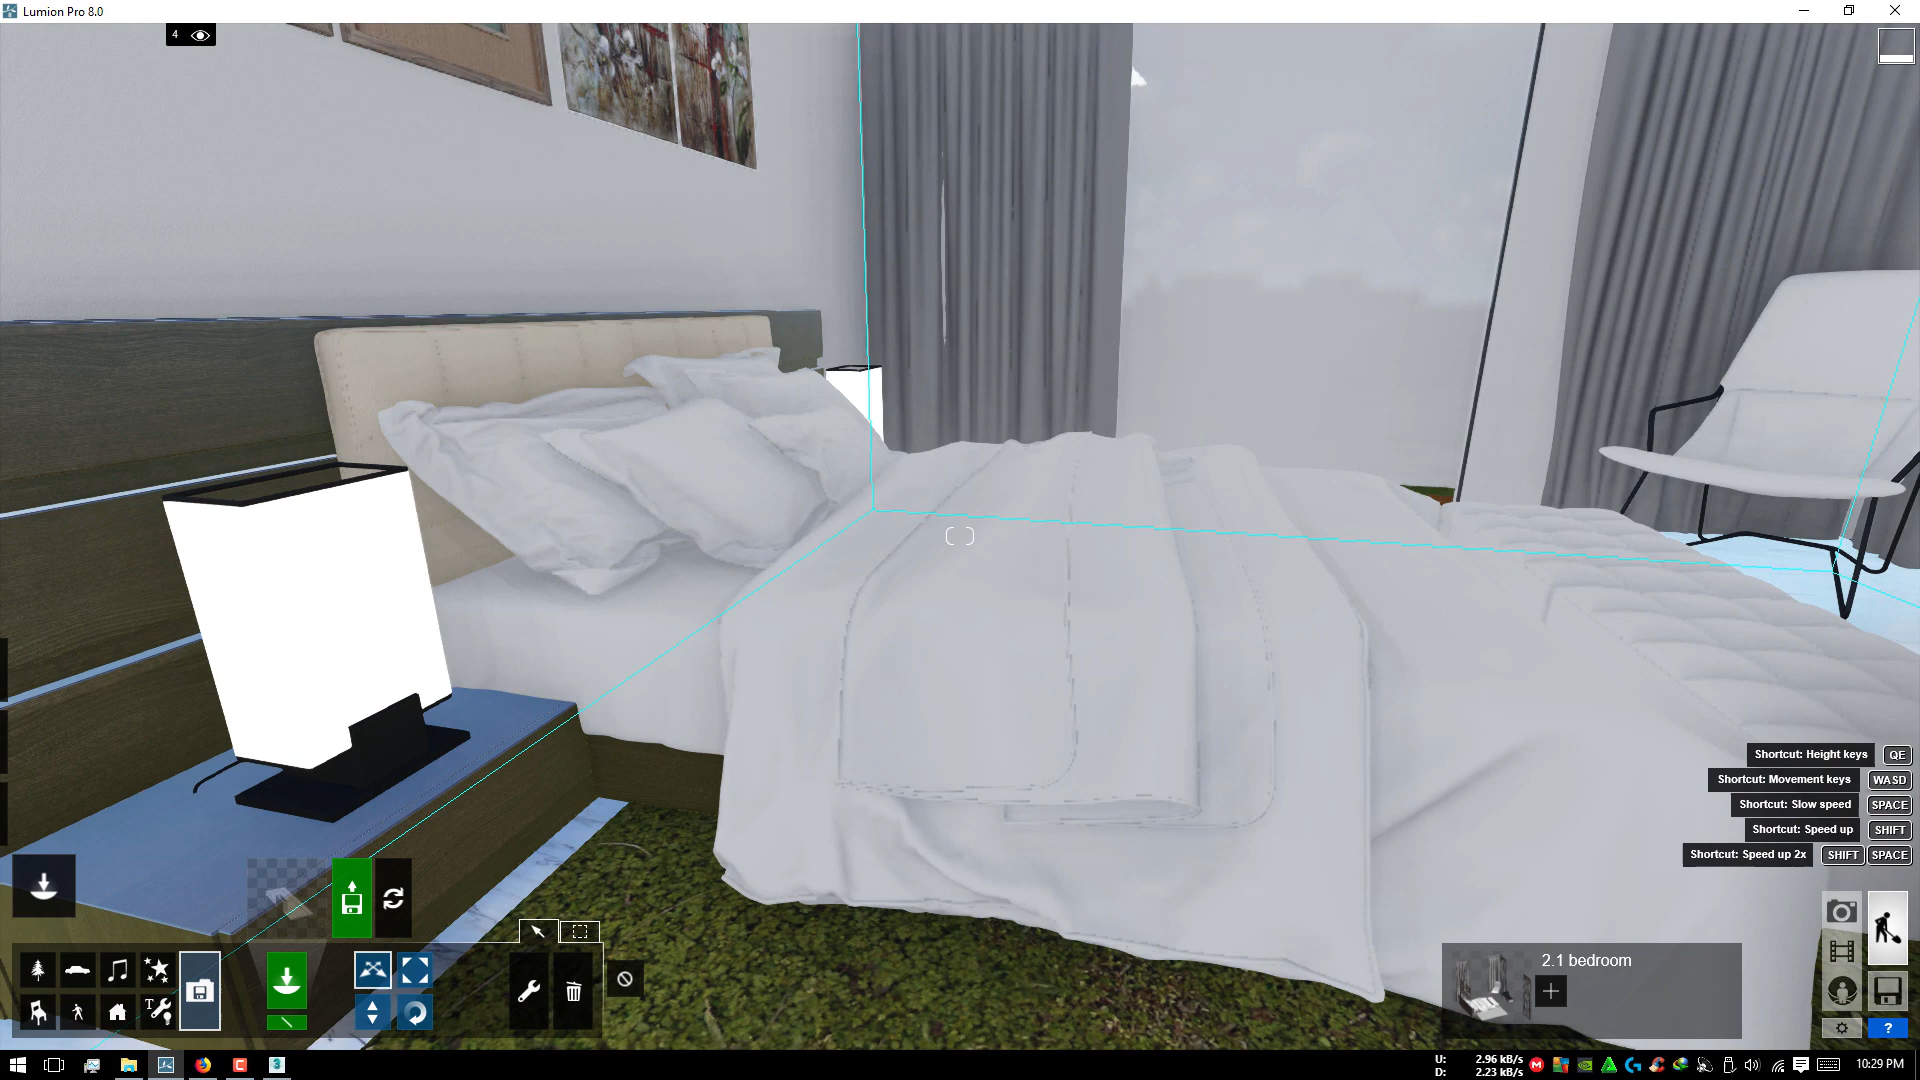 Lumion Pro 8.0
4
Shortcut: Height keys QE
Shortcut: Movement keys WASD
Shortcut: Slow speed SPACE
Shortcut: Speed up SHIFT
Shortcut: Speed up 2x SHIFT SPACE
2.1 bedroom
?
U: 2.96 kB/s
D: 2.23 kB/s
10:29 PM